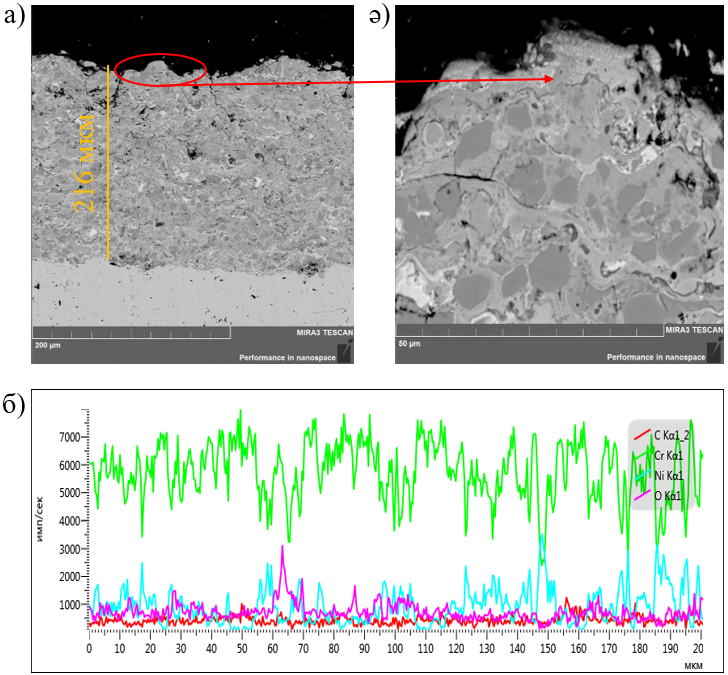 а)
ә)
216 мкм
200 µm
MIRA3 TESCAN
Performance in nanospace
50 µm
MIRA3 TESCAN
Performance in nanospace
б)
имп/сек
7000
6000
5000
4000
3000
2000
1000
C Kα1_2
Cr Kα1
Ni Kα1
O Kα1
0 10 20 30 40 50 60 70 80 90 100 110 120 130 140 150 160 170 180 190 20
мкм